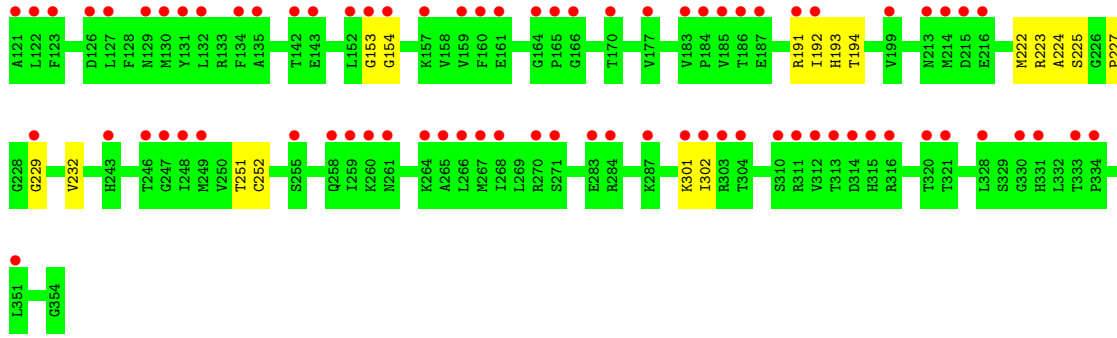 A121 L122 F123 D126 L127 F128 N129 M130 Y131 L132 R133 F134 A135 T142 E143 L152 G153 G154 K157 V158 V159 F160 E161 G164 P165 G166 T170 V177 V183 P184 V185 T186 E187 R191 I192 H193 T194 V199 N213 M214 D215 E216 M222 R223 A224 S225 G226 P227
G228 G229 V232 H243 T246 G247 I248 M249 V250 T251 C252 S255 Q258 I259 K260 N261 K264 A265 L266 M267 I268 L269 R270 S271 E283 R284 K287 K301 I302 R303 T304 S310 R311 V312 T313 D314 H315 R316 T320 T321 L328 S329 G330 H331 L332 T333 P334
L351 G354